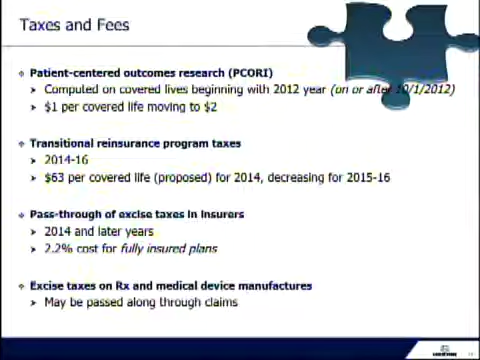 Taxes and Fees
Patient-centered outcomes research (PCORI)
Computed on covered lives beginning with 2012 year (on or after 10/1/2012)
$1 per covered life moving to $2
Transitional reinsurance program taxes
2014-16
$63 per covered life (proposed) for 2014, decreasing for 2015-16
Pass-through of excise taxes in insurers
2014 and later years
2.2% cost for fully insured plans
Excise taxes on Rx and medical device manufactures
May be passed along through claims